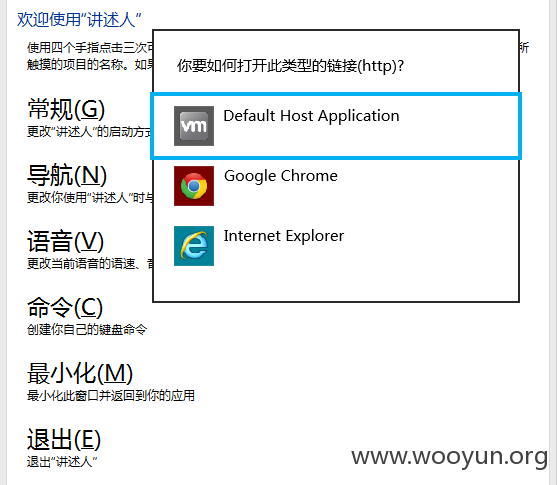 欢迎使用“讲述人”
使用四个手指点击三次可
所
触摸的项目的名称。如果
你要如何打开此类型的链接(http)?
vm Default Host Application
Google Chrome
Internet Explorer
常规(G)
更改“讲述人”的启动方式
导航(N)
更改你使用“讲述人”时与
语音(V)
更改当前语音的语速、音
命令(C)
创建你自己的键盘命令
最小化(M)
最小化此窗口并返回到你的应用
退出(E)
退出“讲述人”
www.wooyun.org